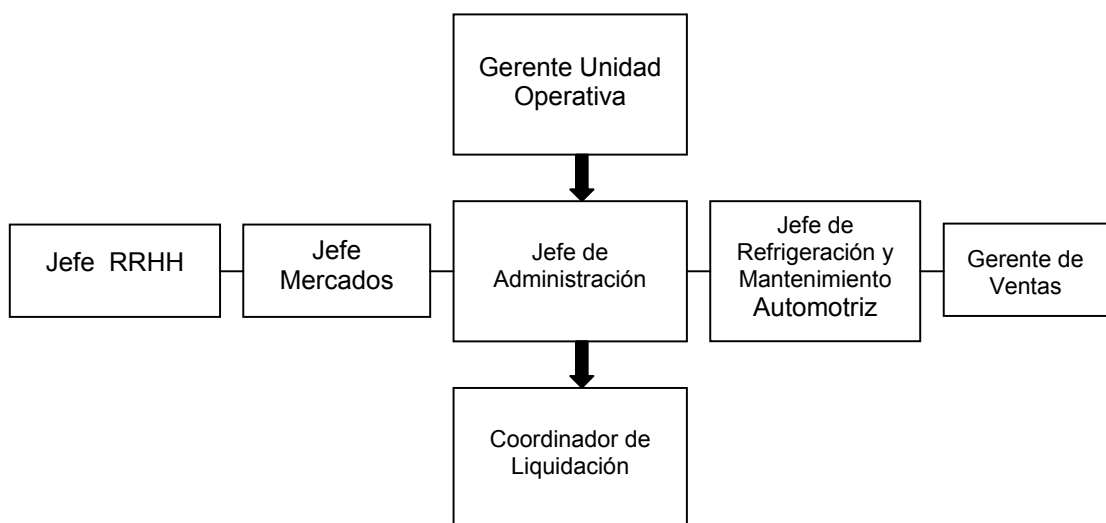 Gerente Unidad
Operativa
Jefe RRHH
Jefe
Mercados
Jefe de
Administración
Jefe de
Refrigeración y
Mantenimiento
Automotriz
Gerente de
Ventas
Coordinador de
Liquidación